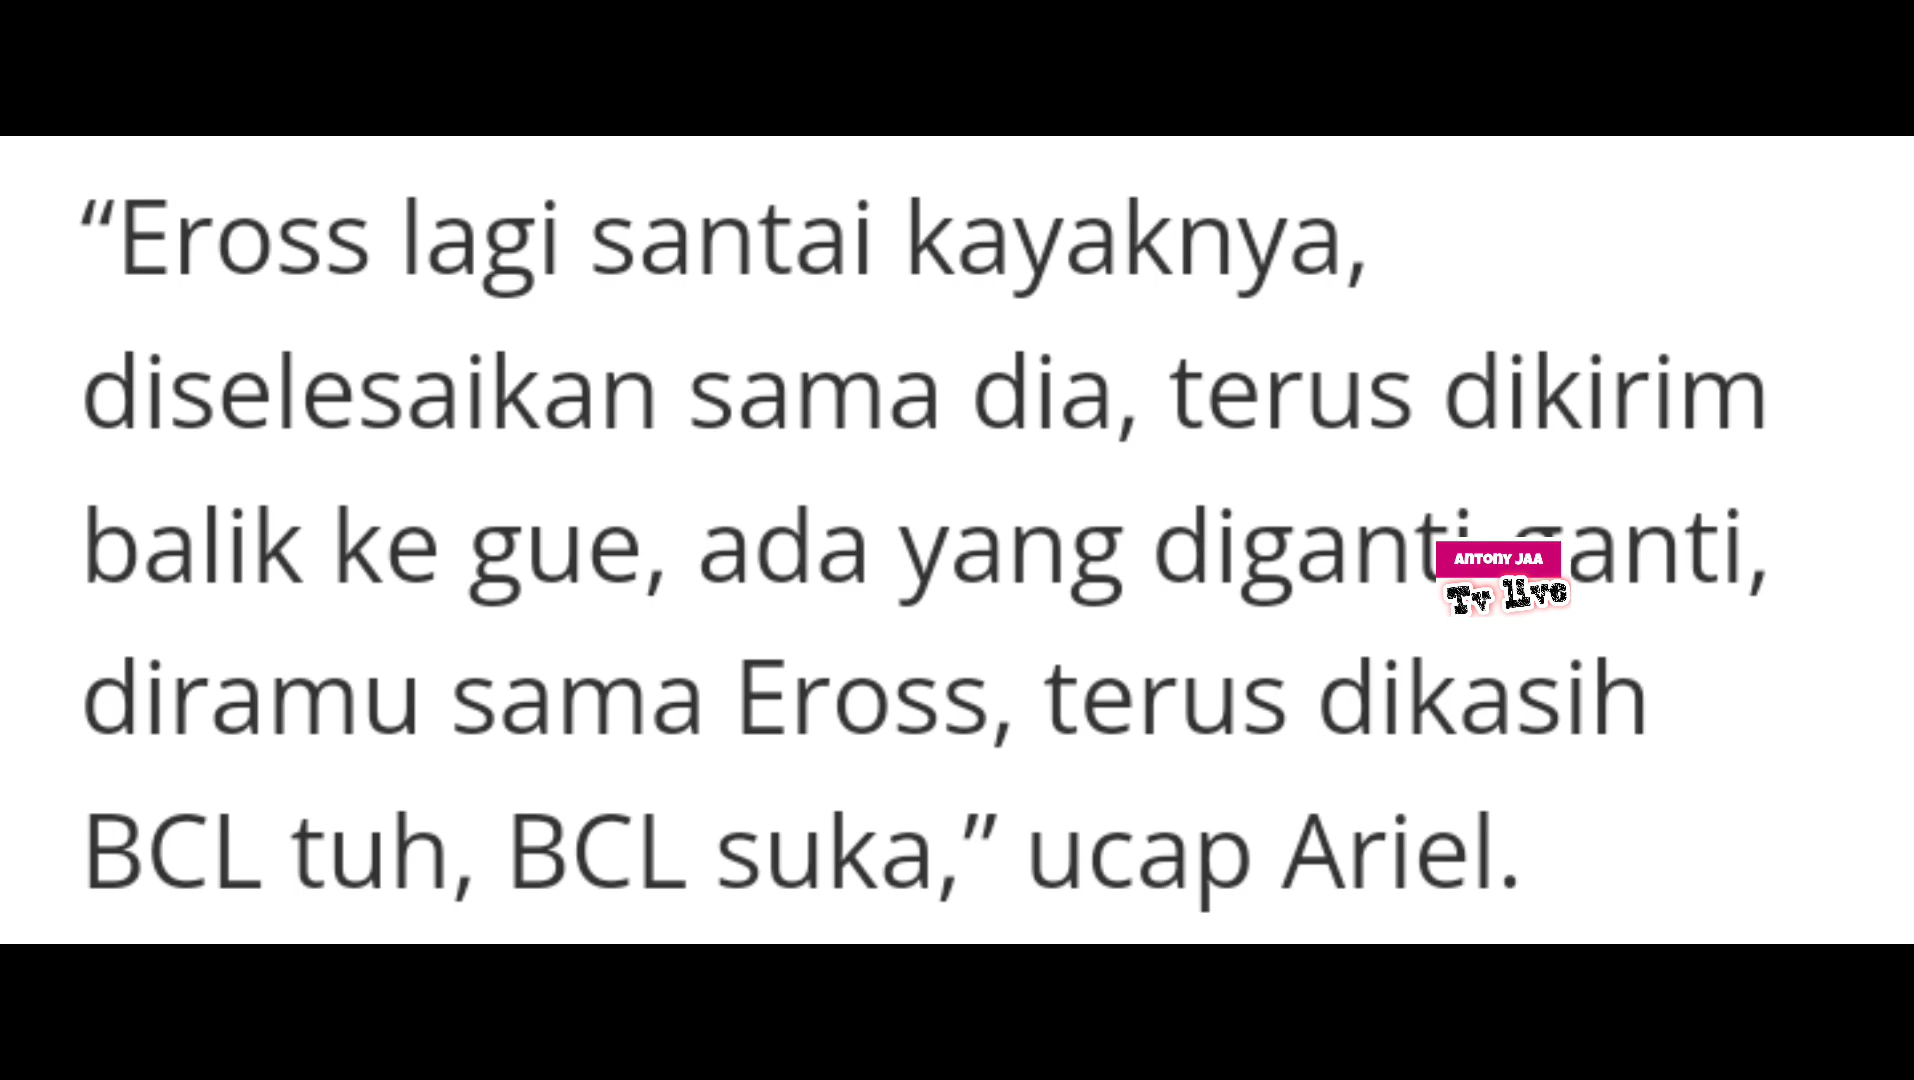 “Eross lagi santai kayaknya,
diselesaikan sama dia, terus dikirim
balik ke gue, ada yang diganti-ganti,
ANTONY JAA
Tv live
diramu sama Eross, terus dikasih
BCL tuh, BCL suka,” ucap Ariel.